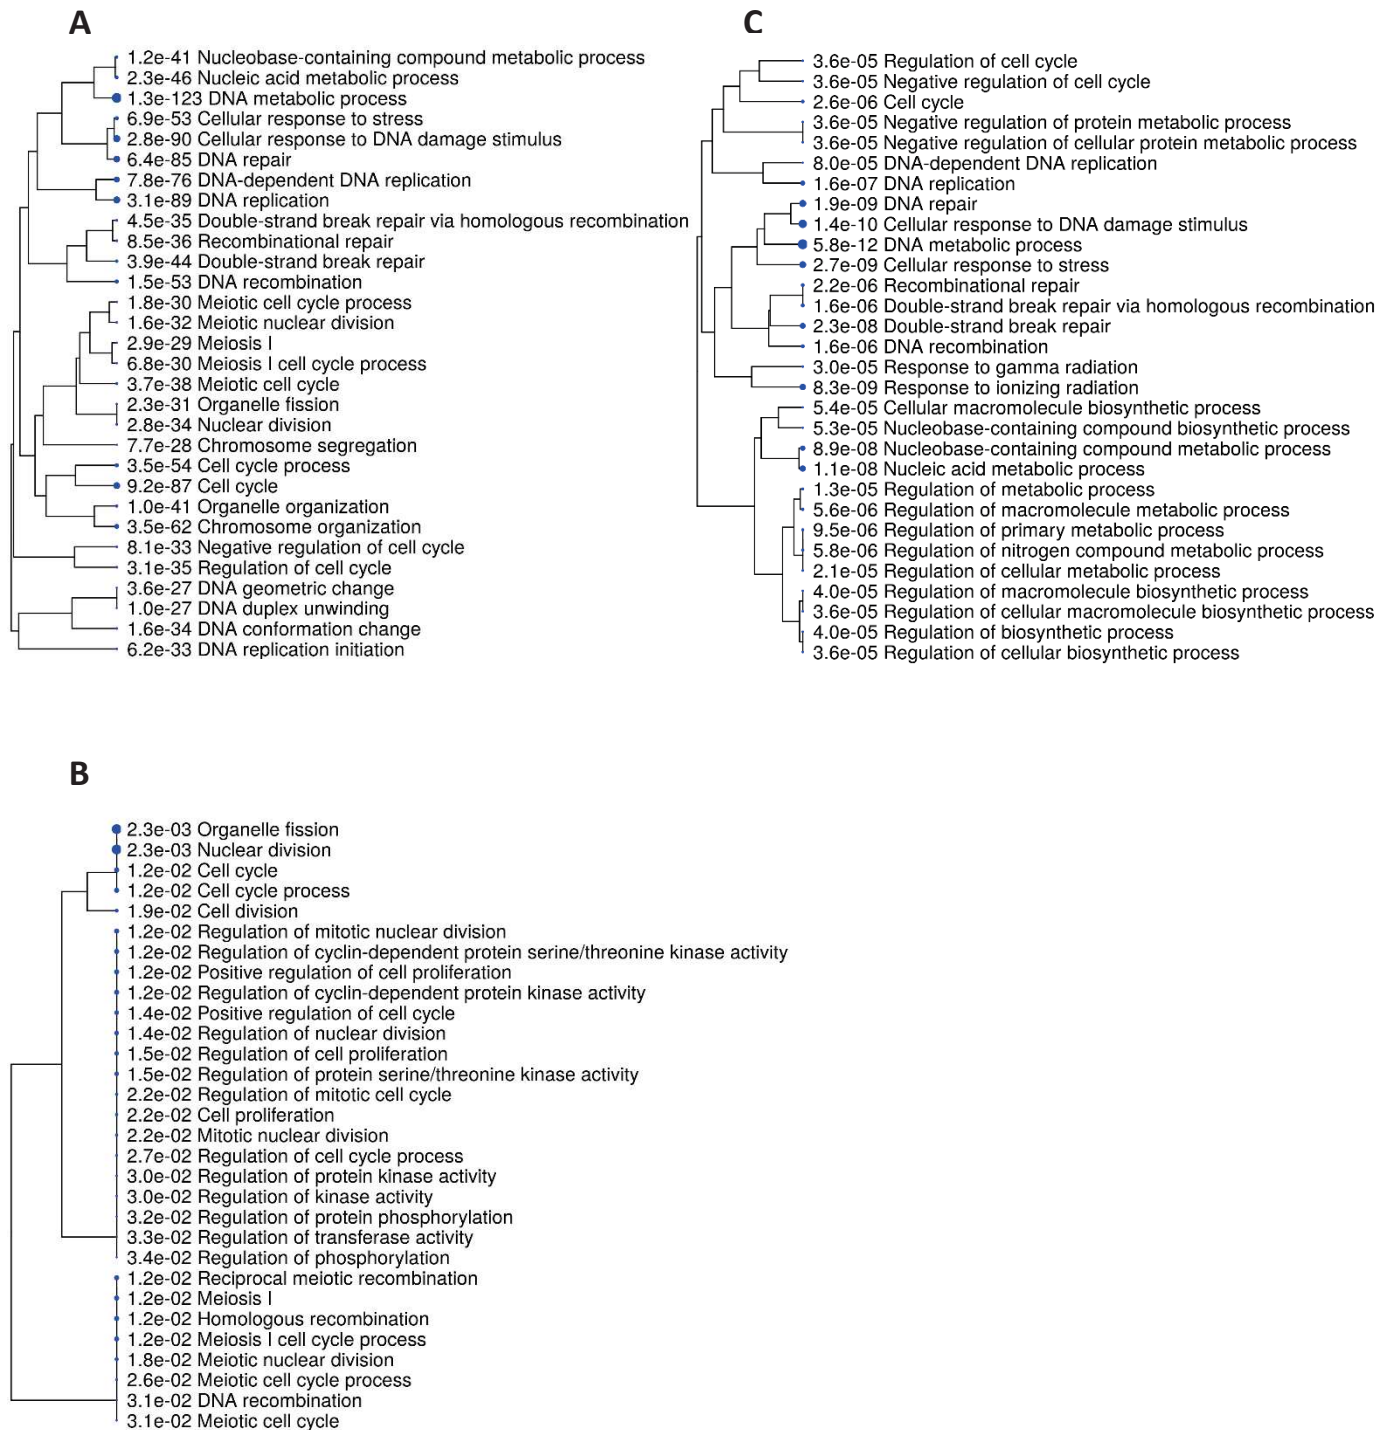 A
1.2e-41 Nucleobase-containing compound metabolic process
2.3e-46 Nucleic acid metabolic process
1.3e-123 DNA metabolic process
6.9e-53 Cellular response to stress
2.8e-90 Cellular response to DNA damage stimulus
6.4e-85 DNA repair
7.8e-76 DNA-dependent DNA replication
3.1e-89 DNA replication
4.5e-35 Double-strand break repair via homologous recombination
8.5e-36 Recombinational repair
3.9e-44 Double-strand break repair
1.5e-53 DNA recombination
1.8e-30 Meiotic cell cycle process
1.6e-32 Meiotic nuclear division
2.9e-29 Meiosis I
6.8e-30 Meiosis I cell cycle process
3.7e-38 Meiotic cell cycle
2.3e-31 Organelle fission
2.8e-34 Nuclear division
7.7e-28 Chromosome segregation
3.5e-54 Cell cycle process
9.2e-87 Cell cycle
1.0e-41 Organelle organization
3.5e-62 Chromosome organization
8.1e-33 Negative regulation of cell cycle
3.1e-35 Regulation of cell cycle
3.6e-27 DNA geometric change
1.0e-27 DNA duplex unwinding
1.6e-34 DNA conformation change
6.2e-33 DNA replication initiation
C
3.6e-05 Regulation of cell cycle
3.6e-05 Negative regulation of cell cycle
2.6e-06 Cell cycle
3.6e-05 Negative regulation of protein metabolic process
3.6e-05 Negative regulation of cellular protein metabolic process
8.0e-05 DNA-dependent DNA replication
1.6e-07 DNA replication
1.9e-09 DNA repair
1.4e-10 Cellular response to DNA damage stimulus
5.8e-12 DNA metabolic process
2.7e-09 Cellular response to stress
2.2e-06 Recombinational repair
1.6e-06 Double-strand break repair via homologous recombination
2.3e-08 Double-strand break repair
1.6e-06 DNA recombination
3.0e-05 Response to gamma radiation
8.3e-09 Response to ionizing radiation
5.4e-05 Cellular macromolecule biosynthetic process
5.3e-05 Nucleobase-containing compound biosynthetic process
8.9e-08 Nucleobase-containing compound metabolic process
1.1e-08 Nucleic acid metabolic process
1.3e-05 Regulation of metabolic process
5.6e-06 Regulation of macromolecule metabolic process
9.5e-06 Regulation of primary metabolic process
5.8e-06 Regulation of nitrogen compound metabolic process
2.1e-05 Regulation of cellular metabolic process
4.0e-05 Regulation of macromolecule biosynthetic process
3.6e-05 Regulation of cellular macromolecule biosynthetic process
4.0e-05 Regulation of biosynthetic process
3.6e-05 Regulation of cellular biosynthetic process
B
2.3e-03 Organelle fission
2.3e-03 Nuclear division
1.2e-02 Cell cycle
1.2e-02 Cell cycle process
1.9e-02 Cell division
1.2e-02 Regulation of mitotic nuclear division
1.2e-02 Regulation of cyclin-dependent protein serine/threonine kinase activity
1.2e-02 Positive regulation of cell proliferation
1.2e-02 Regulation of cyclin-dependent protein kinase activity
1.4e-02 Positive regulation of cell cycle
1.4e-02 Regulation of nuclear division
1.5e-02 Regulation of cell proliferation
1.5e-02 Regulation of protein serine/threonine kinase activity
2.2e-02 Regulation of mitotic cell cycle
2.2e-02 Cell proliferation
2.2e-02 Mitotic nuclear division
2.7e-02 Regulation of cell cycle process
3.0e-02 Regulation of protein kinase activity
3.0e-02 Regulation of kinase activity
3.2e-02 Regulation of protein phosphorylation
3.3e-02 Regulation of transferase activity
3.4e-02 Regulation of phosphorylation
1.2e-02 Reciprocal meiotic recombination
1.2e-02 Meiosis I
1.2e-02 Homologous recombination
1.2e-02 Meiosis I cell cycle process
1.8e-02 Meiotic nuclear division
2.6e-02 Meiotic cell cycle process
3.1e-02 DNA recombination
3.1e-02 Meiotic cell cycle